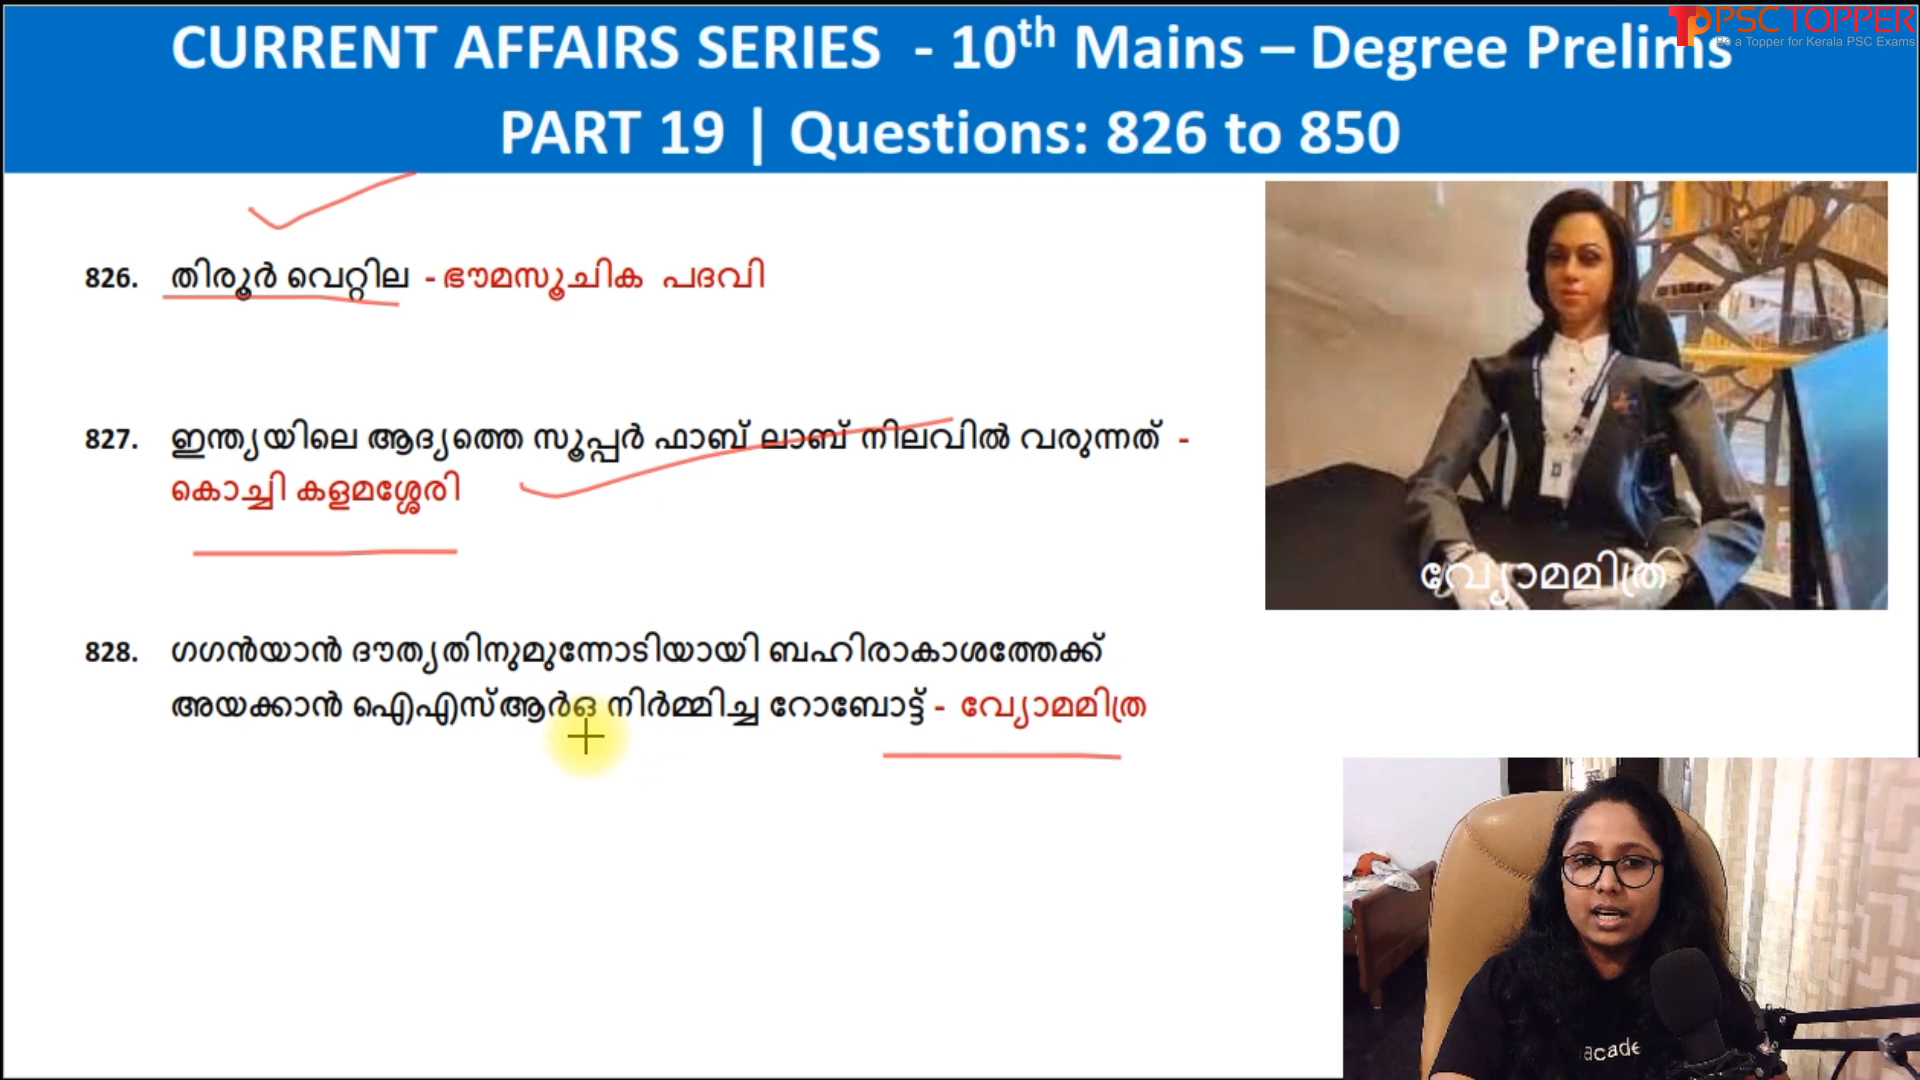 CURRENT AFFAIRS SERIES - 10th Mains – Degree Prelims
PSCTOPPER
Be a Topper for Kerala PSC Exams
PART 19 | Questions: 826 to 850
826. തിരൂർ വെറ്റില - ഭൗമസൂചിക പദവി
827. ഇന്ത്യയിലെ ആദ്യത്തെ സൂപ്പർ ഫാബ് ലാബ് നിലവിൽ വരുന്നത് -
കൊച്ചി കളമശ്ശേരി
വ്യോമമിത്ര
828. ഗഗൻയാൻ ദൗത്യതിനുമുന്നോടിയായി ബഹിരാകാശത്തേക്ക്
അയക്കാൻ ഐഎസ്ആർഒ നിർമ്മിച്ച റോബോട്ട് - വ്യോമമിത്ര
acade